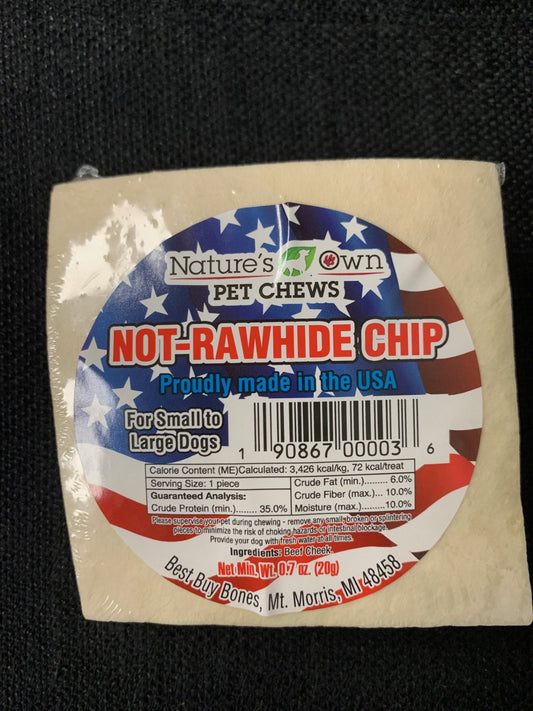 Nature's Own
PET CHEWS
NOT-RAWHIDE CHIP
Proudly made in the USA
For Small to
Large Dogs
1 90867 00003 6
Calorie Content (ME)Calculated: 3,426 kcal/kg, 72 kcal/treat
Serving Size: 1 piece
Guaranteed Analysis:
Crude Protein (min.)....... 35.0%
Crude Fat (min.)..... 6.0%
Crude Fiber (max.)... 10.0%
Moisture (max.)........10.0%
Please supervise your pet during chewing - remove any small, broken or splintering
pieces to minimize the risk of choking hazards or intestinal blockage.
Provide your dog with fresh water at all times.
Ingredients: Beef Cheek.
Net Min. Wt. 0.7 oz. (20g)
Best Buy Bones, Mt. Morris, MI 48458